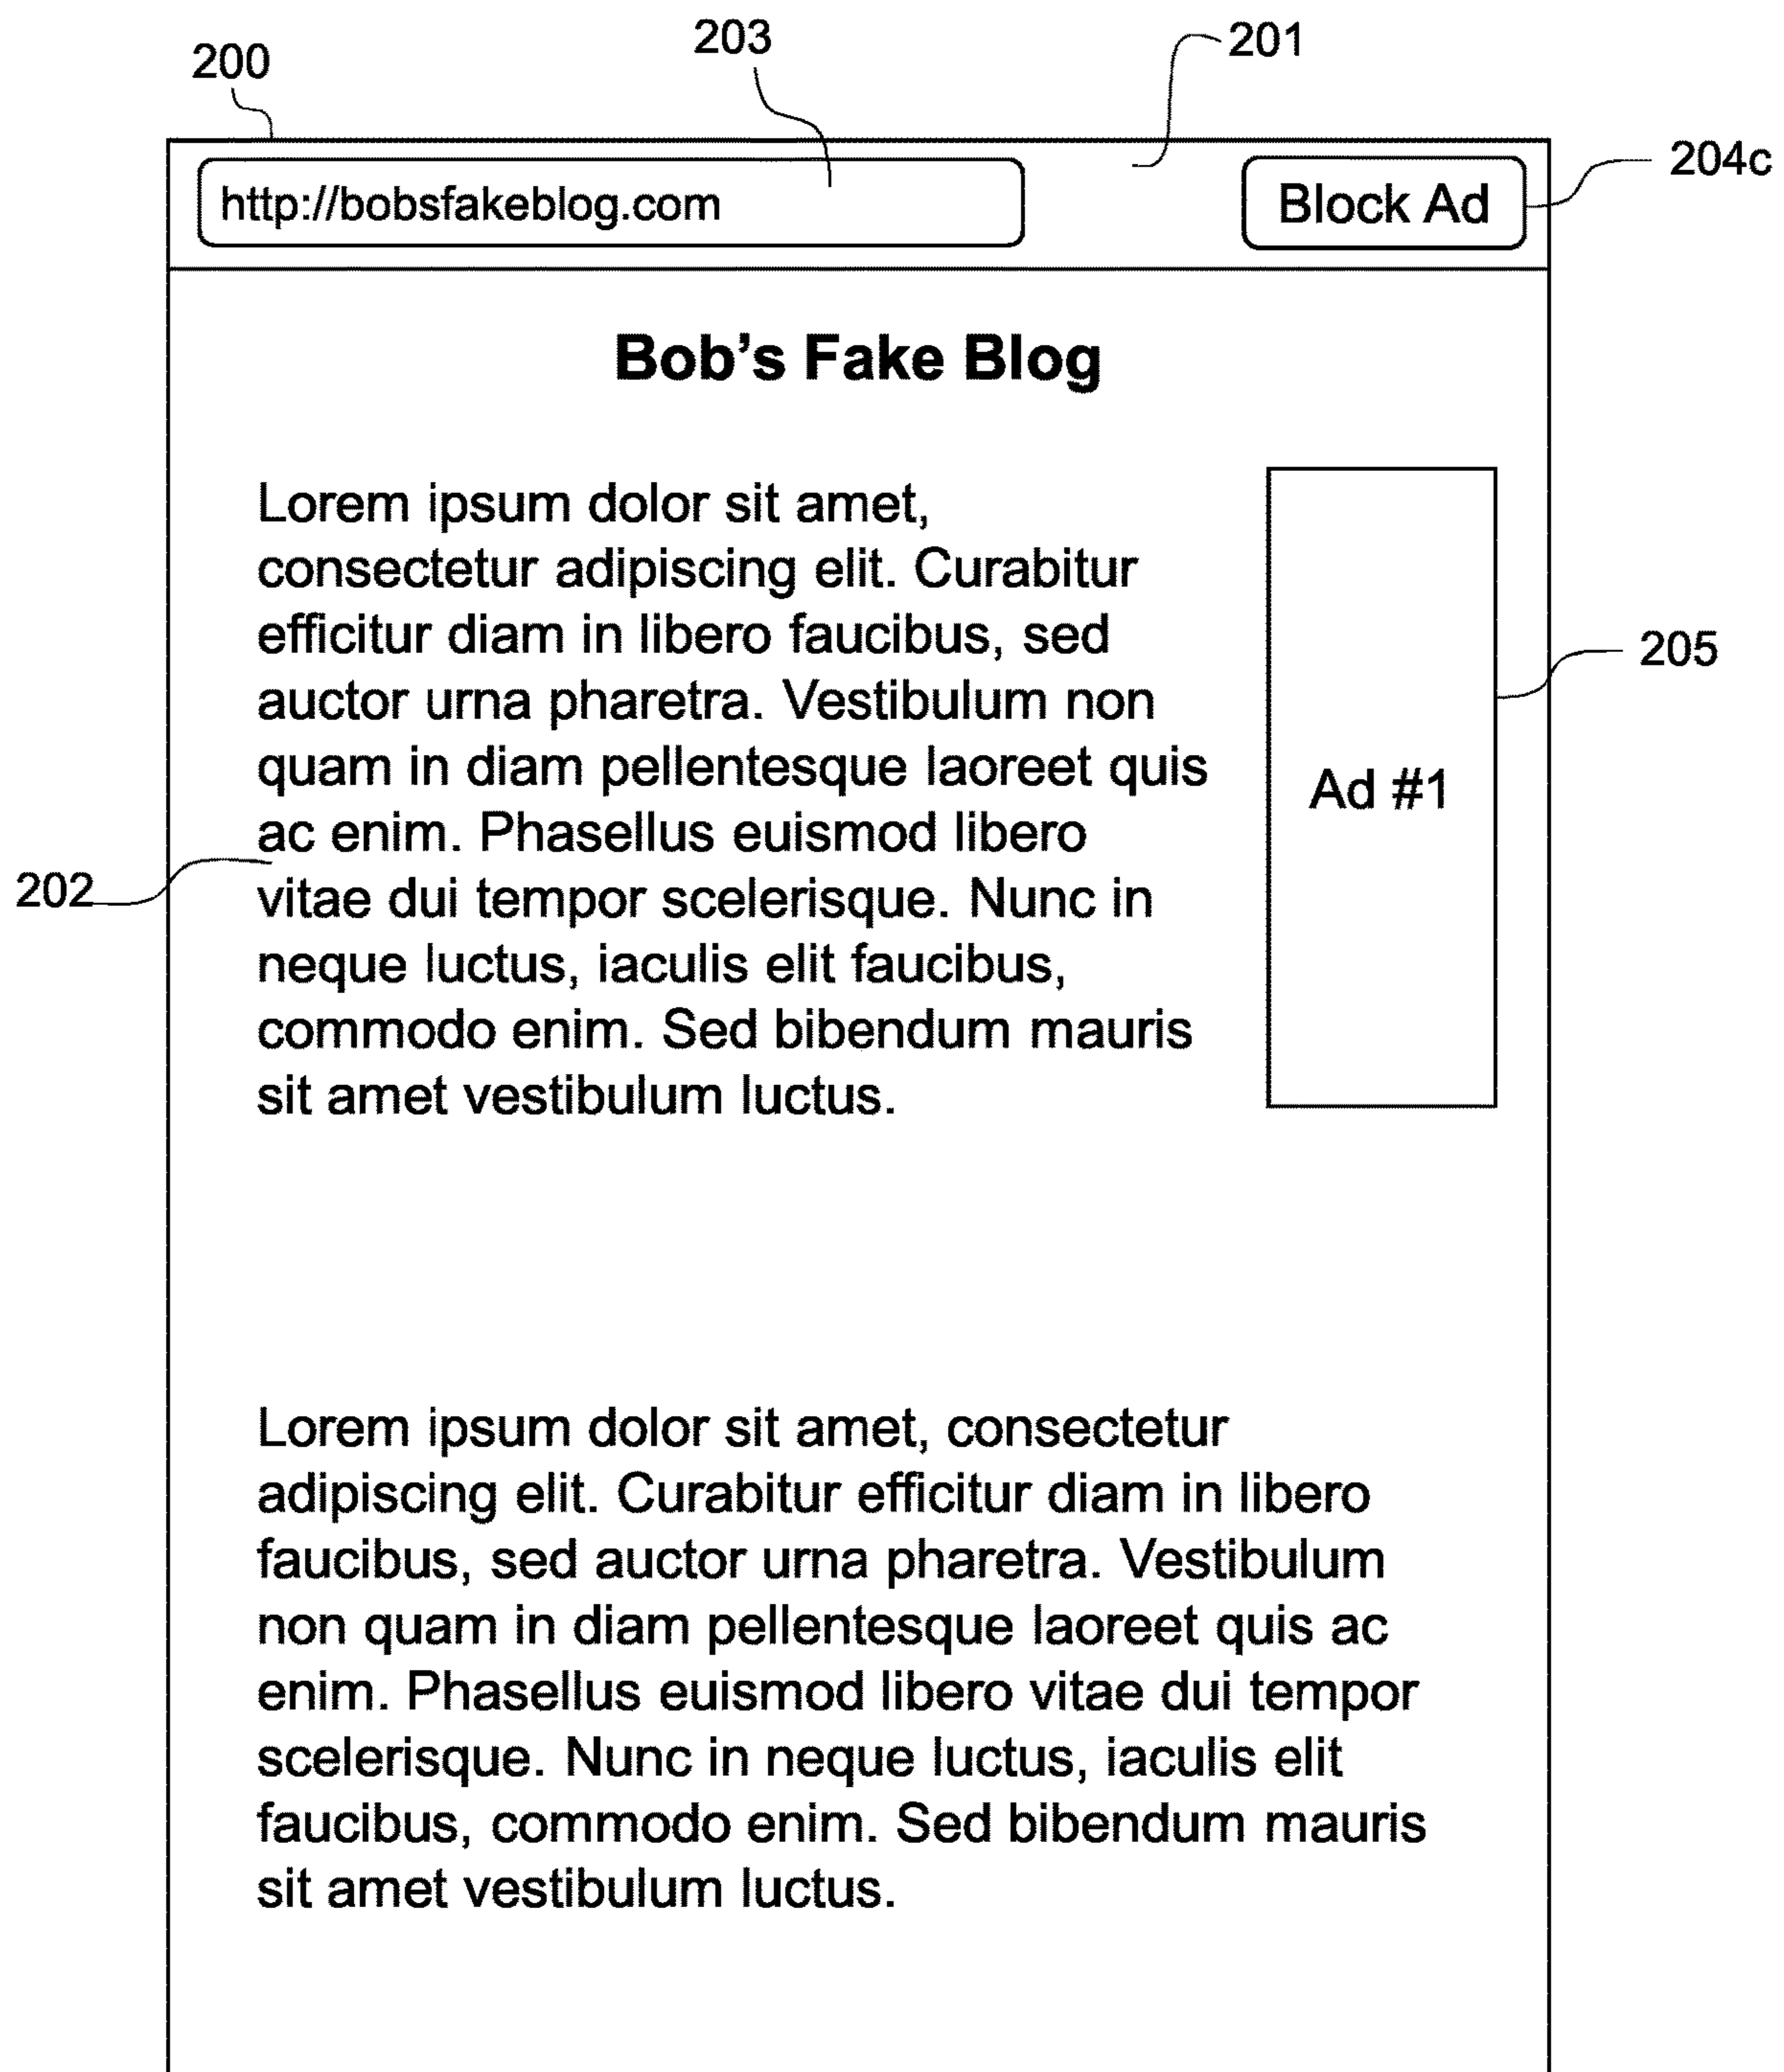 200
203
201
http://bobsfakeblog.com
Block Ad
204c
Bob's Fake Blog
Lorem ipsum dolor sit amet,
consectetur adipiscing elit. Curabitur
efficitur diam in libero faucibus, sed
auctor urna pharetra. Vestibulum non
quam in diam pellentesque laoreet quis
ac enim. Phasellus euismod libero
vitae dui tempor scelerisque. Nunc in
neque luctus, iaculis elit faucibus,
commodo enim. Sed bibendum mauris
sit amet vestibulum luctus.
Ad #1
205
202
Lorem ipsum dolor sit amet, consectetur
adipiscing elit. Curabitur efficitur diam in libero
faucibus, sed auctor urna pharetra. Vestibulum
non quam in diam pellentesque laoreet quis ac
enim. Phasellus euismod libero vitae dui tempor
scelerisque. Nunc in neque luctus, iaculis elit
faucibus, commodo enim. Sed bibendum mauris
sit amet vestibulum luctus.